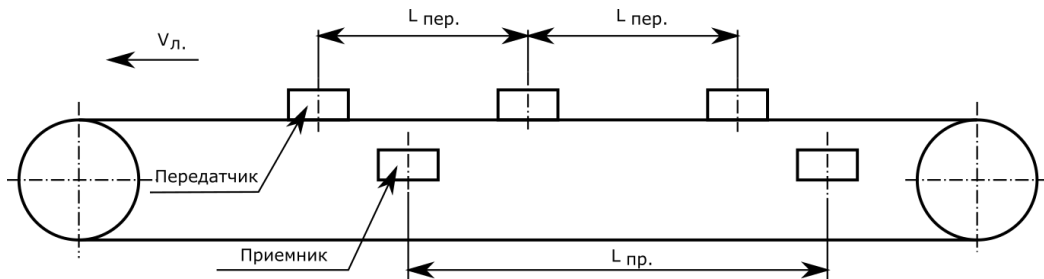 L пер.
L пер.
Vл.
Передатчик
Приемник
L пр.